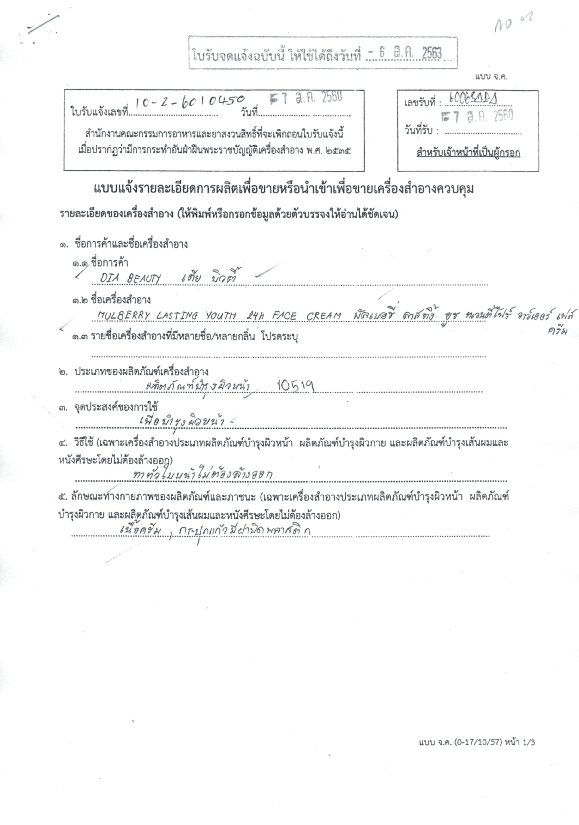 ใบรับจดแจ้งฉบับนี้ ให้ใช้ได้ถึงวันที่ - 6 ส.ค. 2563
แบบ จ.ค.
ใบรับแจ้งเลขที่ 10-2-6010450 วันที่ 7 ส.ค. 2560
สำนักงานคณะกรรมการอาหารและยาสงวนสิทธิ์ที่จะเพิกถอนใบรับแจ้งนี้
เมื่อปรากฏว่ามีการกระทำอันฝ่าฝืนพระราชบัญญัติเครื่องสำอาง พ.ศ. ๒๕๓๕
เลขรับที่ :
วันที่รับ : 7 ส.ค. 2560
สำหรับเจ้าหน้าที่เป็นผู้กรอก
แบบแจ้งรายละเอียดการผลิตเพื่อขายหรือนำเข้าเพื่อขายเครื่องสำอางควบคุม
รายละเอียดของเครื่องสำอาง (ให้พิมพ์หรือกรอกข้อมูลด้วยตัวบรรจงให้อ่านได้ชัดเจน)
๑. ชื่อการค้าและชื่อเครื่องสำอาง
๑.๑ ชื่อการค้า
DIA BEAUTY เดีย บิวตี้
๑.๒ ชื่อเครื่องสำอาง
MULBERRY LASTING YOUTH 24h FACE CREAM มัลเบอรี่ ลาสติ้ง ยูธ ทเวนตี้โฟร์ อาร์เออร์ เฟส
ครีม
๑.๓ รายชื่อเครื่องสำอางที่มีหลายชื่อ/หลายกลิ่น โปรดระบุ
๒. ประเภทของผลิตภัณฑ์เครื่องสำอาง
ผลิตภัณฑ์บำรุงผิวหน้า 10519
๓. จุดประสงค์ของการใช้
เพื่อบำรุงผิวหน้า
๔. วิธีใช้ (เฉพาะเครื่องสำอางประเภทผลิตภัณฑ์บำรุงผิวหน้า ผลิตภัณฑ์บำรุงผิวกาย และผลิตภัณฑ์บำรุงเส้นผมและ
หนังศีรษะโดยไม่ต้องล้างออก)
ทาทั่วใบหน้าไม่ต้องล้างออก
๕. ลักษณะทางกายภาพของผลิตภัณฑ์และภาชนะ (เฉพาะเครื่องสำอางประเภทผลิตภัณฑ์บำรุงผิวหน้า ผลิตภัณฑ์
บำรุงผิวกาย และผลิตภัณฑ์บำรุงเส้นผมและหนังศีรษะโดยไม่ต้องล้างออก)
เนื้อครีม , กระปุกแก้วมีฝาปิดพลาสติก
แบบ จ.ค. (0-17/10/57) หน้า 1/3